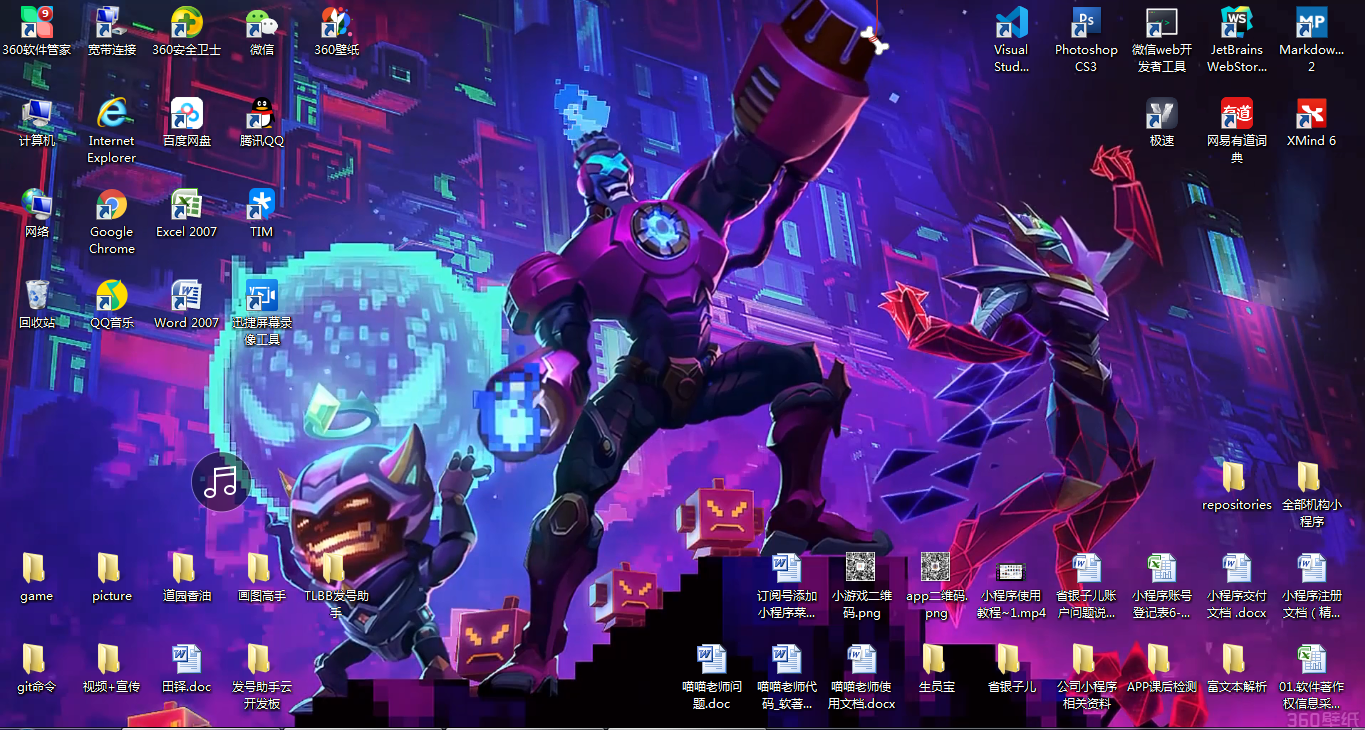 360软件管家
宽带连接
360安全卫士
微信
360壁纸
Visual
Stud...
Photoshop
CS3
微信web开
发者工具
JetBrains
WebStor...
Markdow...
2
计算机
Internet
Explorer
百度网盘
腾讯QQ
极速
网易有道词
典
XMind 6
网络
Google
Chrome
Excel 2007
TIM
回收站
QQ音乐
Word 2007
迅捷屏幕录
像工具
repositories
全部机构小
程序
game
picture
道园香油
画图高手
TLBB发号助
手
订阅号添加
小程序菜...
小游戏二维
码.png
app二维码.
png
小程序使用
教程~1.mp4
省银子儿账
户问题说...
小程序账号
登记表6-...
小程序交付
文档 .docx
小程序注册
文档（精...
git命令
视频+宣传
田铎.doc
发号助手云
开发板
喵喵老师问
题.doc
喵喵老师代
码_软著...
喵喵老师使
用文档.docx
生员宝
省银子儿
公司小程序
相关资料
APP课后检测
富文本解析
01.软件著作
权信息采...
360壁纸